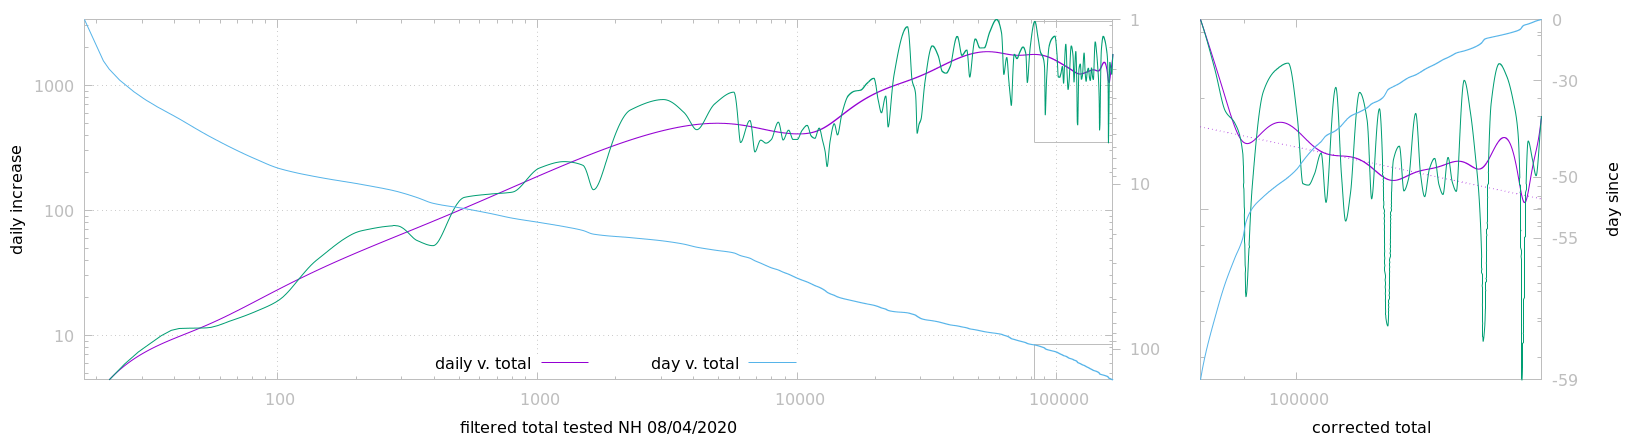 1000
100
10
daily increase
100
1000
10000
100000
filtered total tested NH 08/04/2020
daily v. total
day v. total
1
10
100
0
-30
-50
-55
-59
day since
100000
corrected total